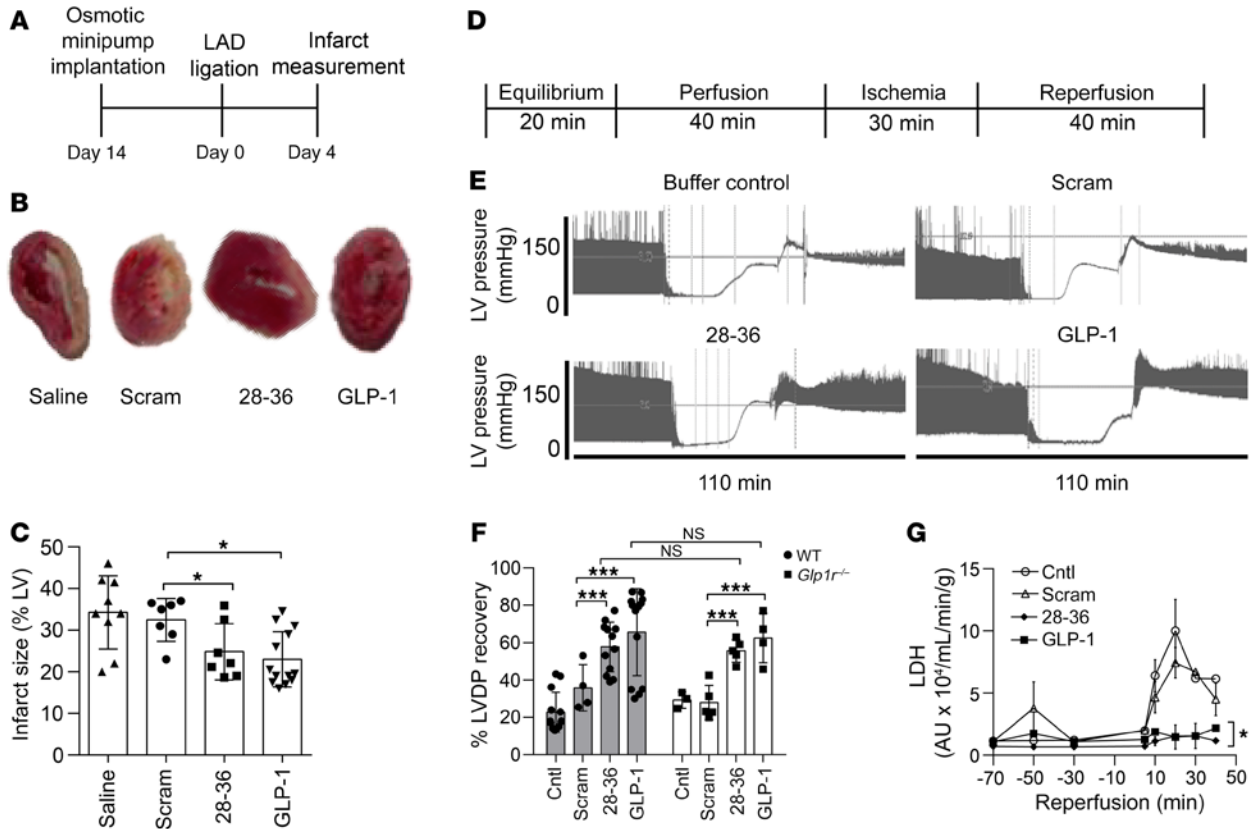 A
Osmotic
minipump
implantation
LAD
ligation
Infarct
measurement
Day 14
Day 0
Day 4
B
Saline
Scram
28-36
GLP-1
C
Infarct size (% LV)
50
40
30
20
10
0
*
*
Saline
Scram
28-36
GLP-1
D
Equilibrium
Perfusion
Ischemia
Reperfusion
20 min
40 min
30 min
40 min
E
Buffer control
Scram
LV pressure
(mmHg)
150
0
28-36
GLP-1
LV pressure
(mmHg)
150
0
110 min
110 min
F
NS
NS
WT
Glp1r−/−
% LVDP recovery
100
80
60
40
20
0
***
***
***
***
Cntl
Scram
28-36
GLP-1
Cntl
Scram
28-36
GLP-1
G
Cntl
Scram
28-36
GLP-1
LDH
(AU x 10⁴/mL/min/g)
15
10
5
0
*
-70
-50
-30
-10
10
30
50
Reperfusion (min)